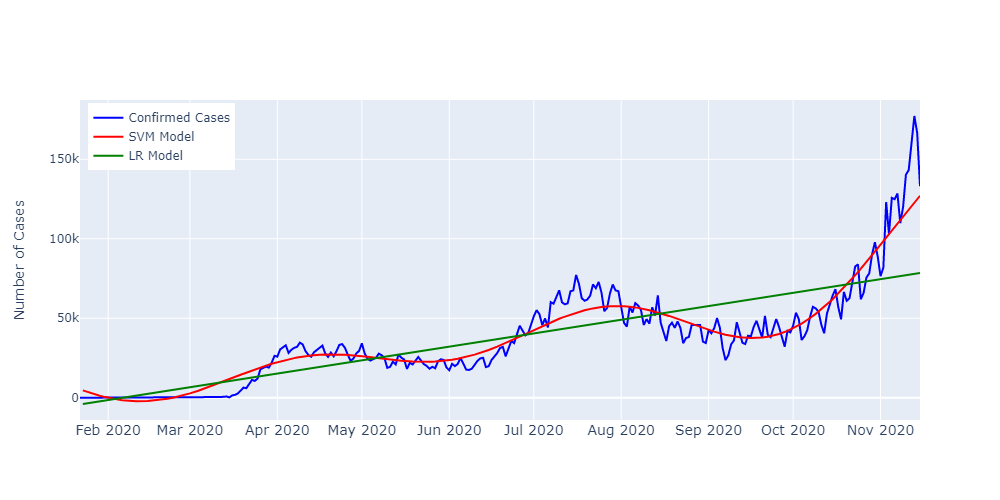 Confirmed Cases
SVM Model
LR Model
150k
100k
50k
0
Number of Cases
Feb 2020 Mar 2020 Apr 2020 May 2020 Jun 2020 Jul 2020 Aug 2020 Sep 2020 Oct 2020 Nov 2020